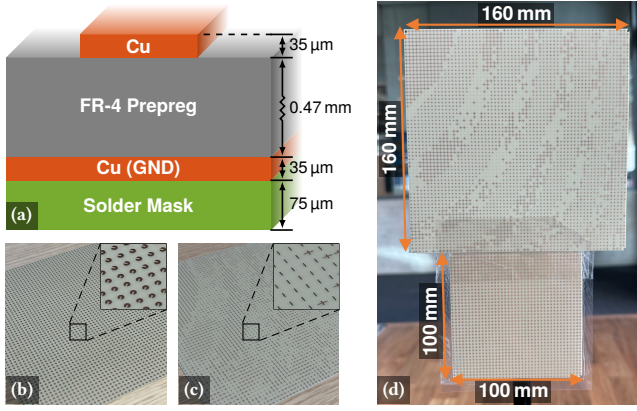 Cu
35 µm
FR-4 Prepreg
0.47 mm
Cu (GND)
35 µm
Solder Mask
75 µm
(a)
(b)
(c)
160 mm
160 mm
100 mm
100 mm
(d)